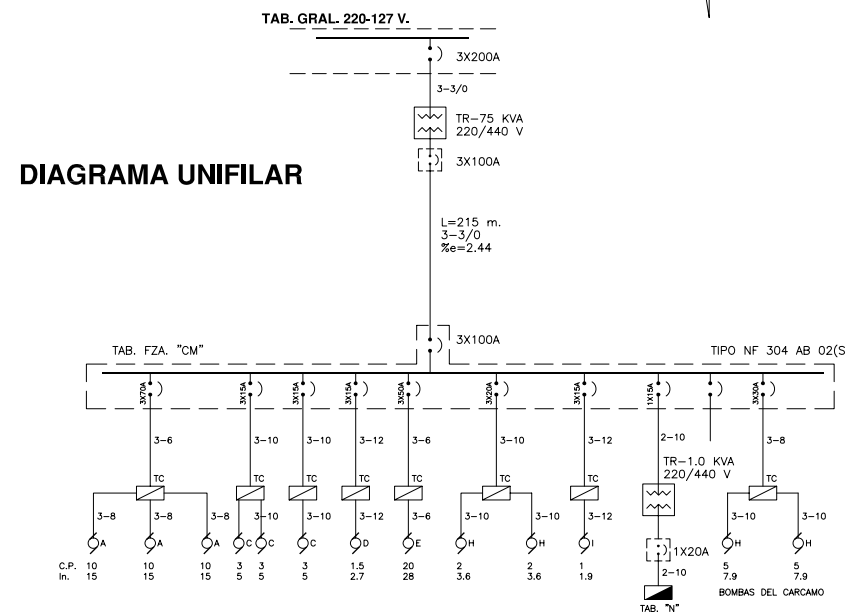 TAB. GRAL. 220-127 V.
3X200A
3-3/0
TR-75 KVA
220/440 V
3X100A
DIAGRAMA UNIFILAR
L=215 m.
3-3/0
%e=2.44
3X100A
TAB. FZA. "CM"
TIPO NF 304 AB 02(S
3X70A 3X15A 3X15A 3X15A 3X50A 3X20A 3X15A 1X15A 3X30A
3-6 3-10 3-10 3-12 3-6 3-10 3-12 2-10 3-8
TR-1.0 KVA
220/440 V
TC TC TC TC TC TC TC TC
3-8 3-8 3-8 3-10 3-10 3-12 3-6 3-10 3-10 3-12 3-10 3-10
A A A C C C D E H H I H H
1X20A
C.P. 10 10 10 3 3 3 1.5 20 2 2 1 5 5
In. 15 15 15 5 5 5 2.7 28 3.6 3.6 1.9 7.9 7.9
2-10
BOMBAS DEL CARCAMO
TAB. "N"